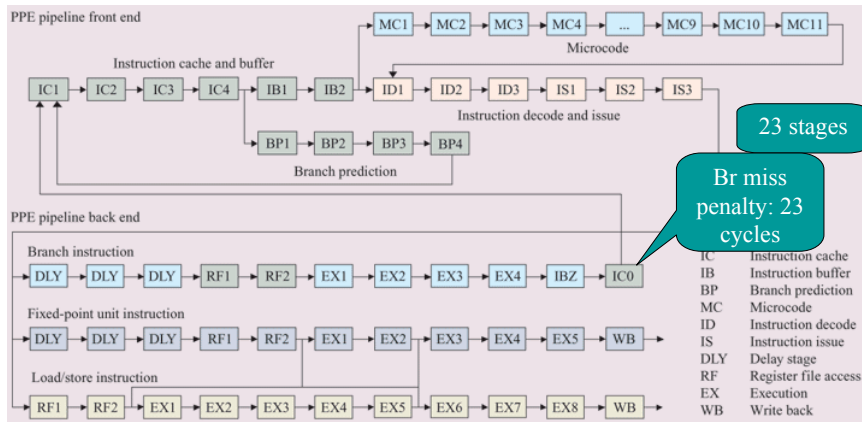 PPE pipeline front end
MC1 MC2 MC3 MC4 ... MC9 MC10 MC11
Microcode
Instruction cache and buffer
IC1 IC2 IC3 IC4 IB1 IB2 ID1 ID2 ID3 IS1 IS2 IS3
Instruction decode and issue
23 stages
BP1 BP2 BP3 BP4
Branch prediction
Br miss
penalty: 23
cycles
PPE pipeline back end
Branch instruction
DLY DLY DLY RF1 RF2 EX1 EX2 EX3 EX4 IBZ IC0
Fixed-point unit instruction
DLY DLY DLY RF1 RF2 EX1 EX2 EX3 EX4 EX5 WB
Load/store instruction
RF1 RF2 EX1 EX2 EX3 EX4 EX5 EX6 EX7 EX8 WB
IC Instruction cache
IB Instruction buffer
BP Branch prediction
MC Microcode
ID Instruction decode
IS Instruction issue
DLY Delay stage
RF Register file access
EX Execution
WB Write back